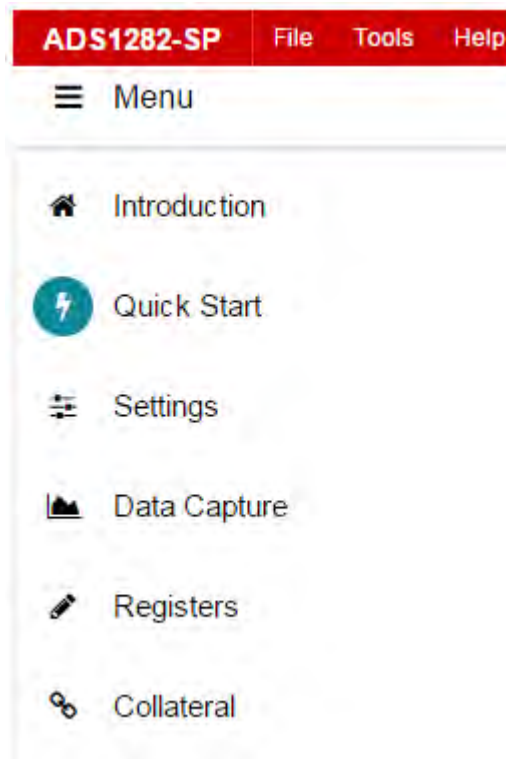 ADS1282-SP File Tools Help
Menu
Introduction
Quick Start
Settings
Data Capture
Registers
Collateral